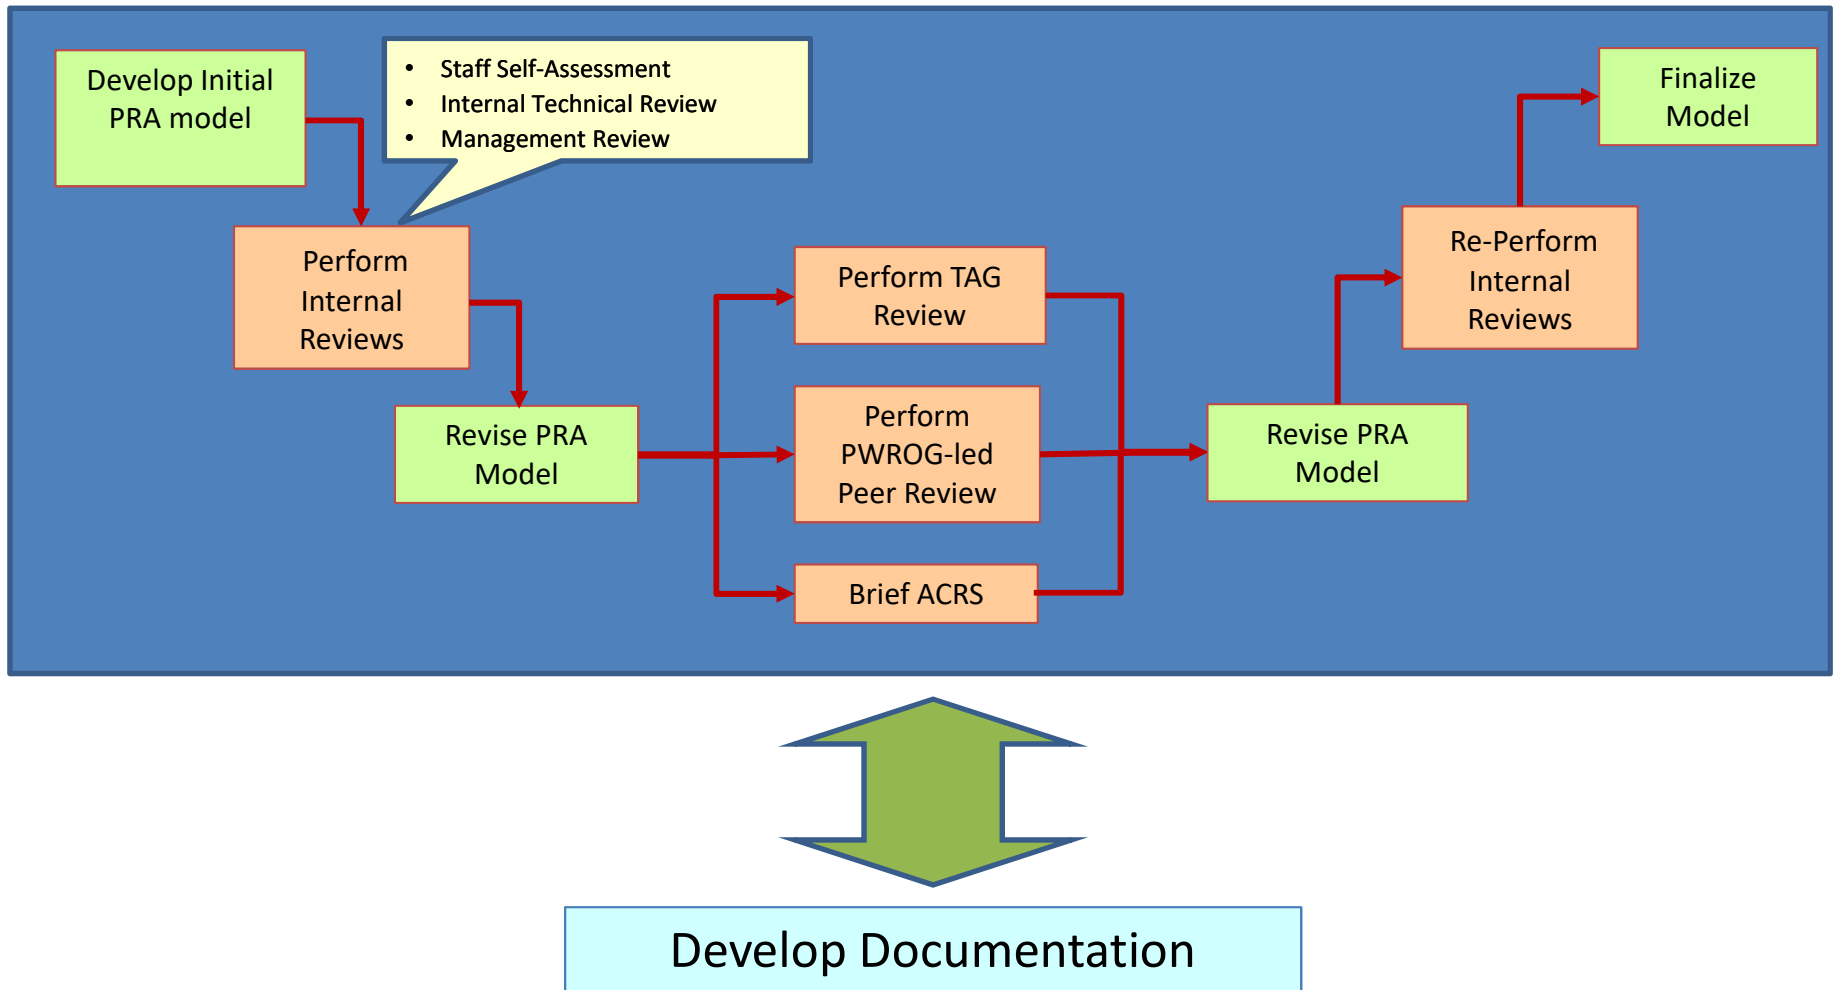 Develop Initial
PRA model
• Staff Self-Assessment
• Internal Technical Review
• Management Review
Perform
Internal
Reviews
Revise PRA
Model
Perform TAG
Review
Perform
PWROG-led
Peer Review
Brief ACRS
Revise PRA
Model
Re-Perform
Internal
Reviews
Finalize
Model
Develop Documentation